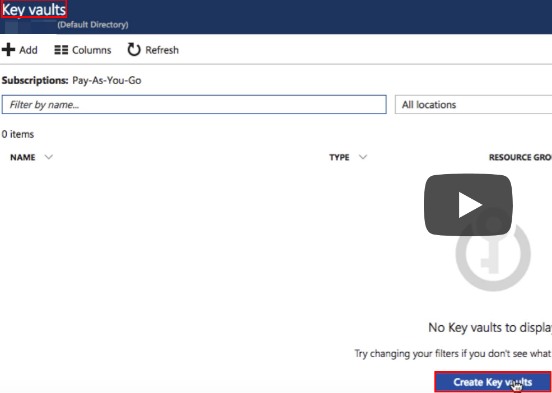 Key vaults
(Default Directory)
Add Columns Refresh
Subscriptions: Pay-As-You-Go
Filter by name... All locations
0 items
NAME TYPE RESOURCE GRO
No Key vaults to displa
Try changing your filters if you don't see what
Create Key vaults